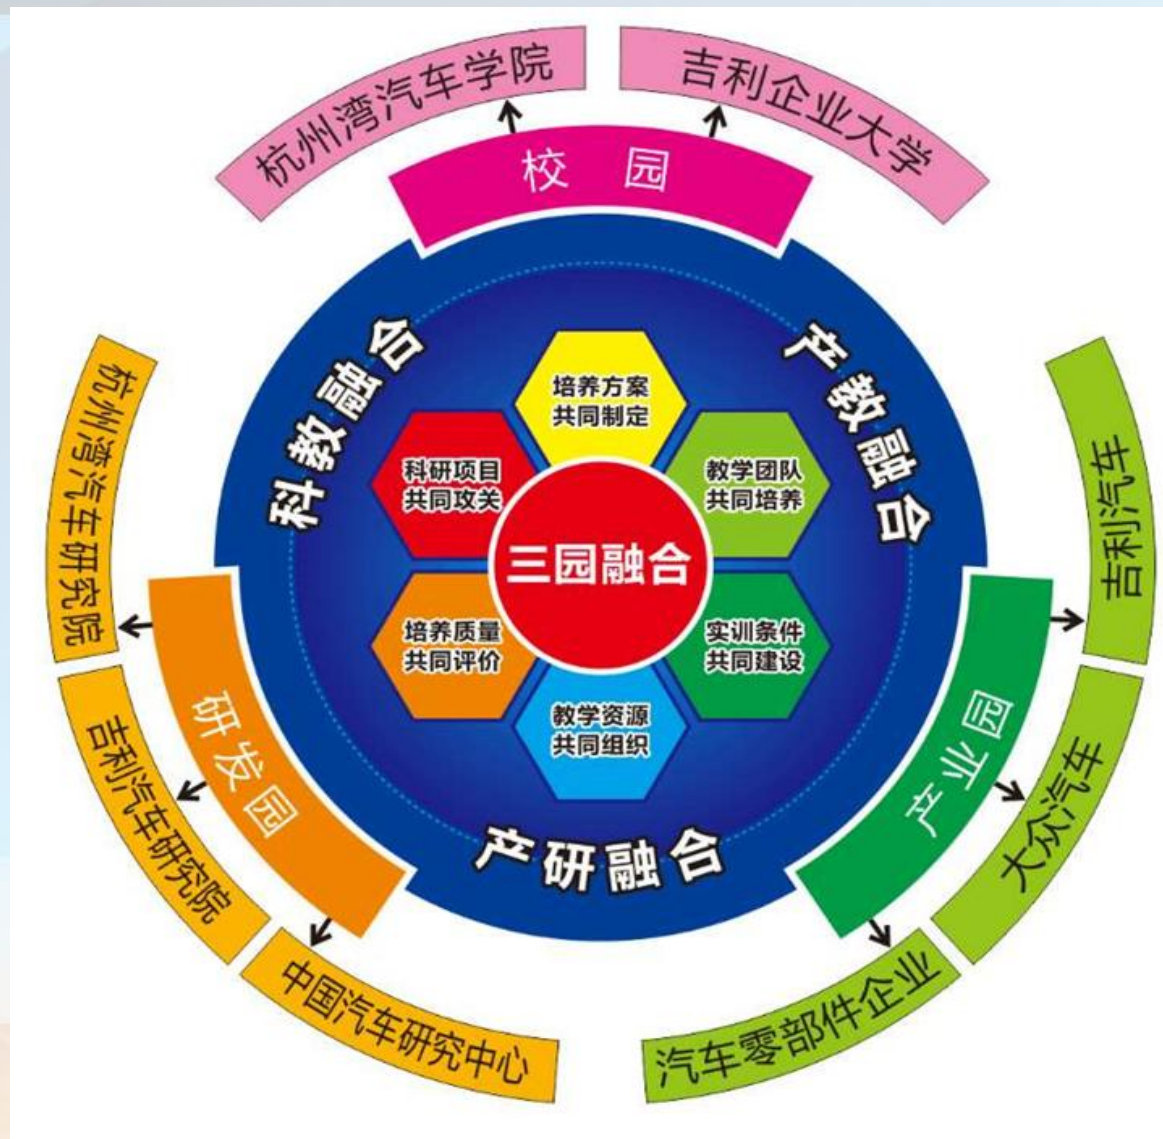 杭州湾汽车学院
吉利企业大学
校园
科教融合
产教融合
产研融合
培养方案
共同制定
科研项目
共同攻关
教学团队
共同培养
三园融合
培养质量
共同评价
实训条件
共同建设
教学资源
共同组织
杭州湾汽车研究院
研发园
吉利汽车研究院
中国汽车研究中心
吉利汽车
产业园
大众汽车
汽车零部件企业